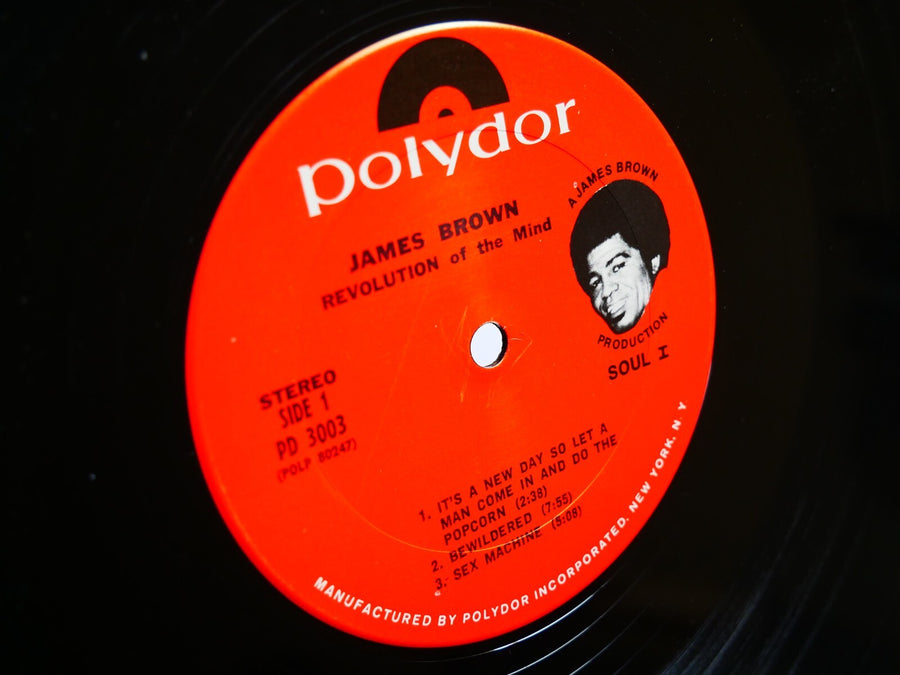 polydor
JAMES BROWN
REVOLUTION of the Mind
A JAMES BROWN
PRODUCTION
SOUL I
STEREO
SIDE 1
PD 3003
(POLP 80247)
1. IT'S A NEW DAY SO LET A
MAN COME IN AND DO THE
POPCORN (2:38)
2. BEWILDERED (7:55)
3. SEX MACHINE (5:08)
MANUFACTURED BY POLYDOR INCORPORATED. NEW YORK. N Y